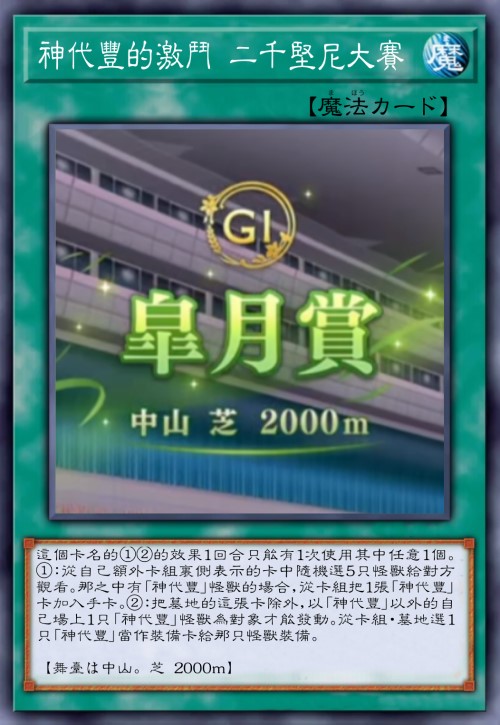 神代豐的激鬥 二千堅尼大賽
魔
【魔法カード】
ま ほう
GI
皐月賞
中山 芝 2000m
這個卡名的①②的效果1回合只能有1次使用其中任意1個。
①:從自己額外卡組裏側表示的卡中隨機選5只怪獸給對方
觀看。那之中有「神代豐」怪獸的場合,從卡組把1張「神代豐」
卡加入手卡。②:把墓地的這張卡除外,以「神代豐」以外的自
己場上1只「神代豐」怪獸為對象才能發動。從卡組·墓地選1
只「神代豐」當作裝備卡給那只怪獸裝備。
【舞臺は中山。芝 2000m】